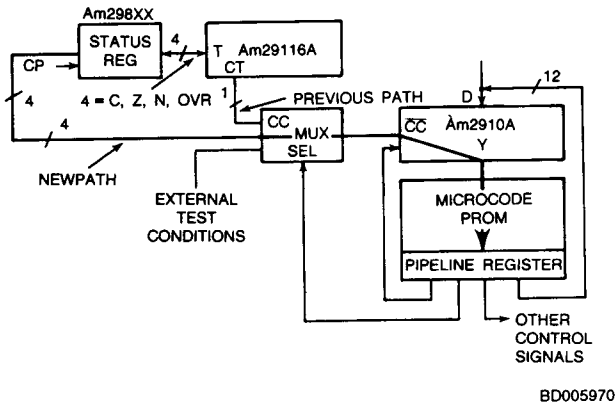 Am298XX
STATUS
REG
CP
4
T
Am29116A
CT
4
4 = C, Z, N, OVR
1
PREVIOUS PATH
4
NEWPATH
CC
MUX
SEL
EXTERNAL
TEST
CONDITIONS
12
D
CC
Am2910A
Y
MICROCODE
PROM
PIPELINE REGISTER
OTHER
CONTROL
SIGNALS
BD005970